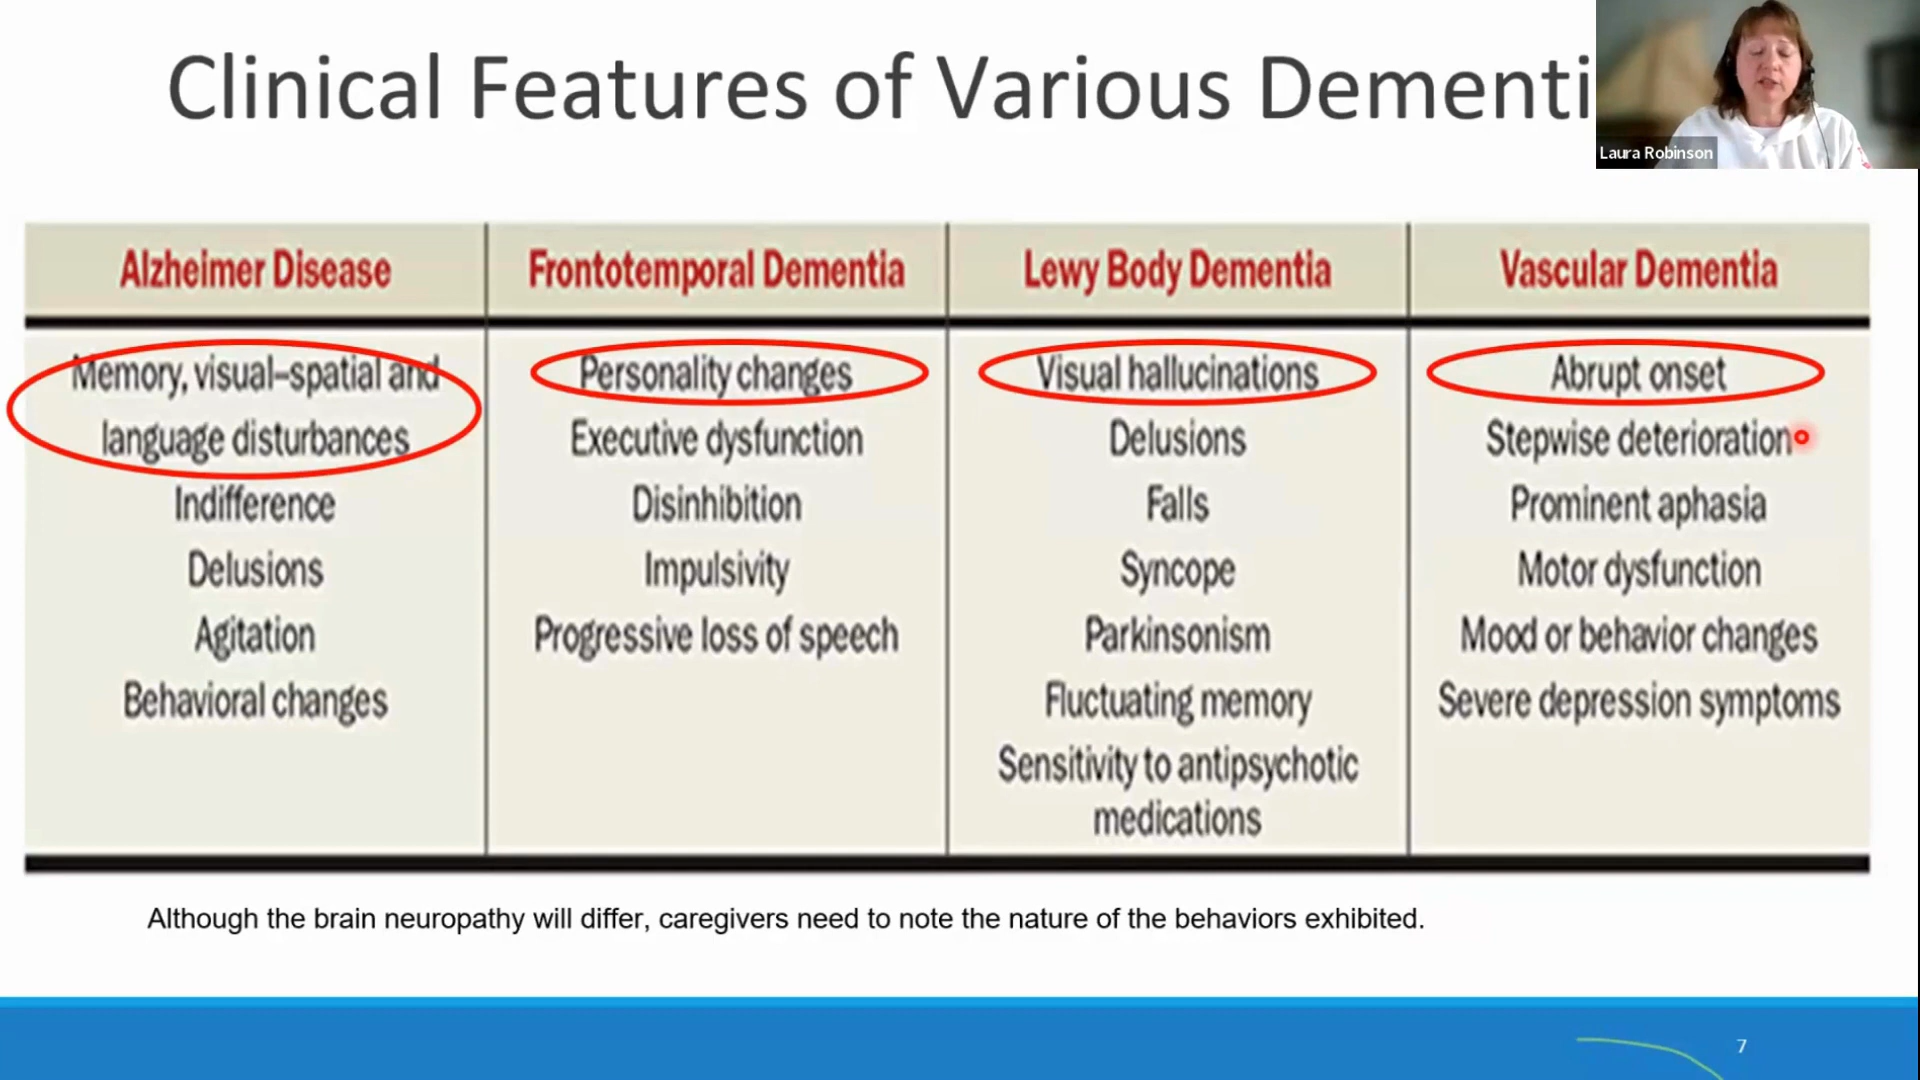 Clinical Features of Various Dementi
Laura Robinson
Alzheimer Disease
Memory, visual–spatial and
language disturbances
Indifference
Delusions
Agitation
Behavioral changes
Frontotemporal Dementia
Personality changes
Executive dysfunction
Disinhibition
Impulsivity
Progressive loss of speech
Lewy Body Dementia
Visual hallucinations
Delusions
Falls
Syncope
Parkinsonism
Fluctuating memory
Sensitivity to antipsychotic
medications
Vascular Dementia
Abrupt onset
Stepwise deterioration
Prominent aphasia
Motor dysfunction
Mood or behavior changes
Severe depression symptoms
Although the brain neuropathy will differ, caregivers need to note the nature of the behaviors exhibited.
7